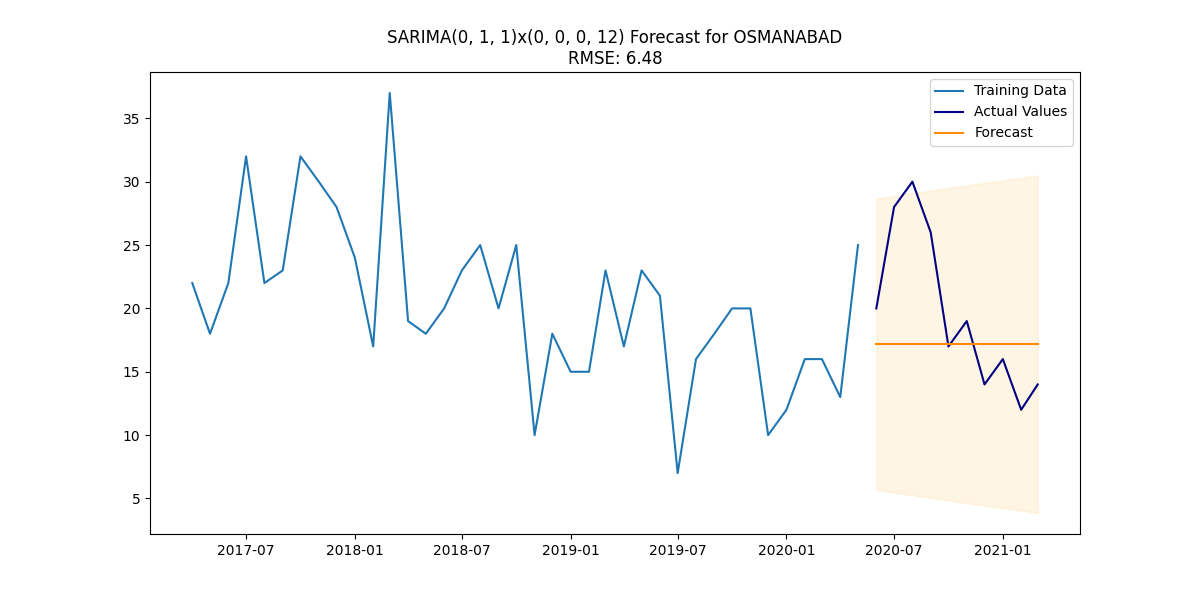 SARIMA(0, 1, 1)x(0, 0, 0, 12) Forecast for OSMANABAD
RMSE: 6.48
Training Data
Actual Values
Forecast
35
30
25
20
15
10
5
2017-07 2018-01 2018-07 2019-01 2019-07 2020-01 2020-07 2021-01